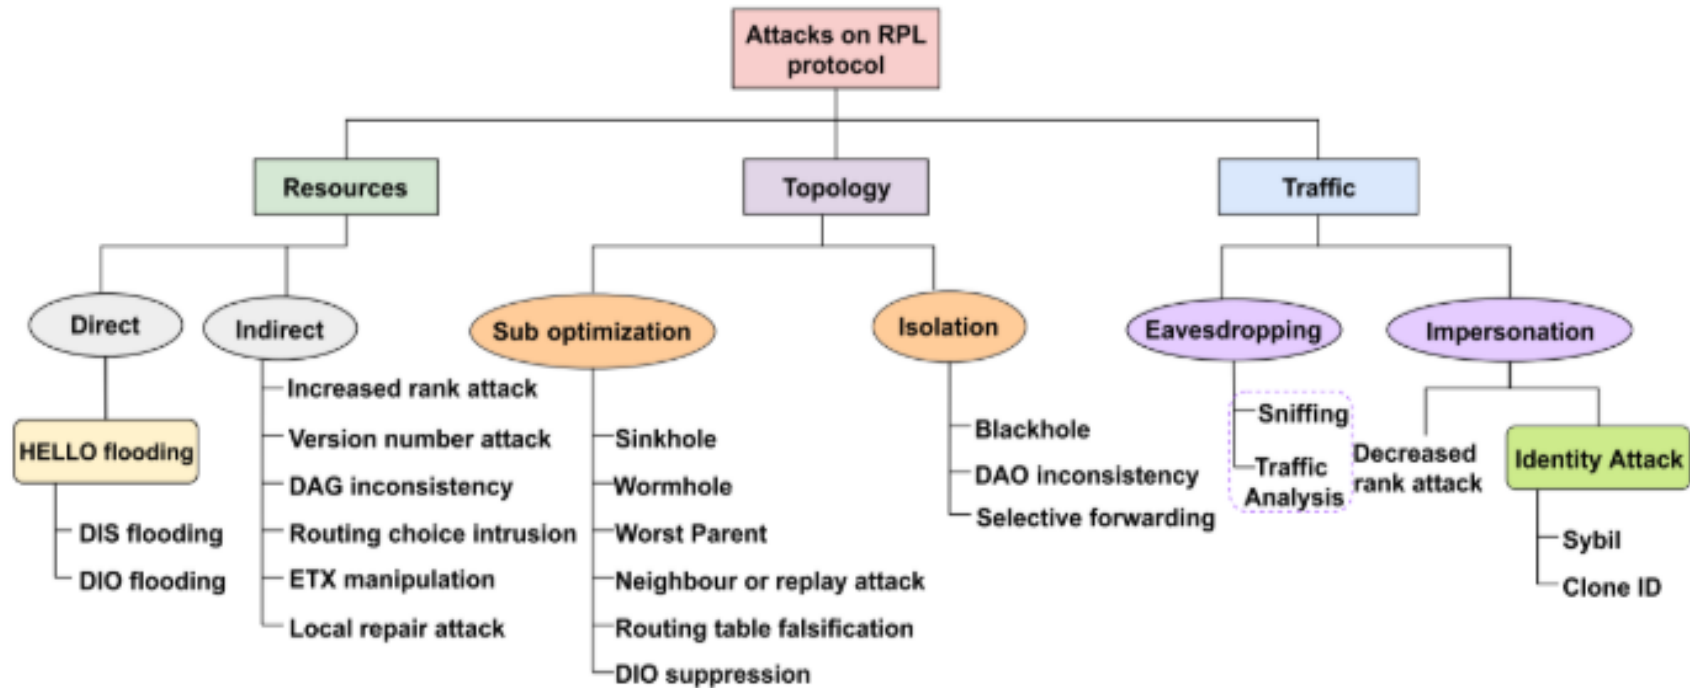 Attacks on RPL
protocol
Resources
Topology
Traffic
Direct
Indirect
Sub optimization
Isolation
Eavesdropping
Impersonation
HELLO flooding
DIS flooding
DIO flooding
Increased rank attack
Version number attack
DAG inconsistency
Routing choice intrusion
ETX manipulation
Local repair attack
Sinkhole
Wormhole
Worst Parent
Neighbour or replay attack
Routing table falsification
DIO suppression
Blackhole
DAO inconsistency
Selective forwarding
Sniffing
Traffic
Analysis
Decreased
rank attack
Identity Attack
Sybil
Clone ID